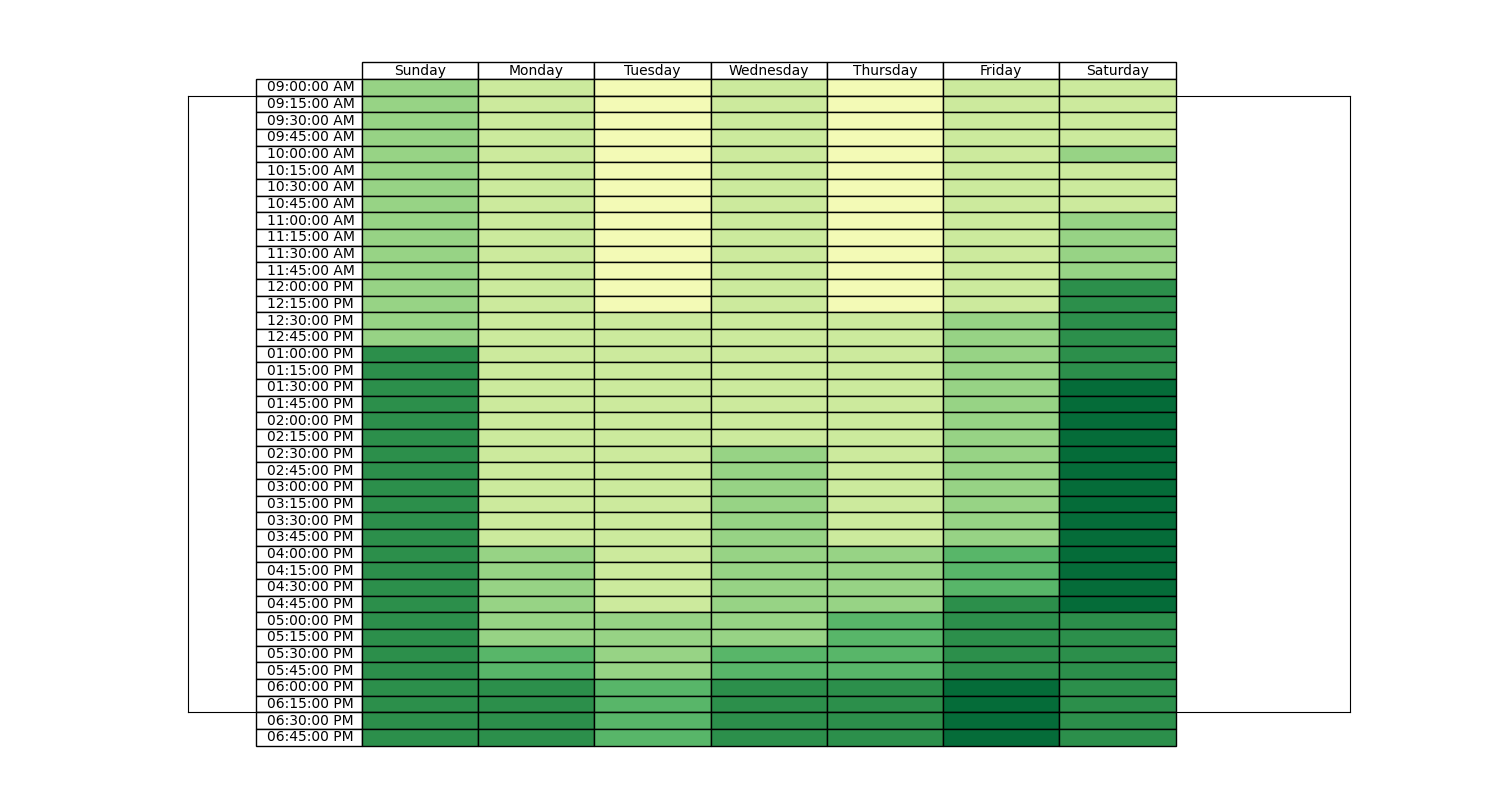 Sunday Monday Tuesday Wednesday Thursday Friday Saturday
09:00:00 AM
09:15:00 AM
09:30:00 AM
09:45:00 AM
10:00:00 AM
10:15:00 AM
10:30:00 AM
10:45:00 AM
11:00:00 AM
11:15:00 AM
11:30:00 AM
11:45:00 AM
12:00:00 PM
12:15:00 PM
12:30:00 PM
12:45:00 PM
01:00:00 PM
01:15:00 PM
01:30:00 PM
01:45:00 PM
02:00:00 PM
02:15:00 PM
02:30:00 PM
02:45:00 PM
03:00:00 PM
03:15:00 PM
03:30:00 PM
03:45:00 PM
04:00:00 PM
04:15:00 PM
04:30:00 PM
04:45:00 PM
05:00:00 PM
05:15:00 PM
05:30:00 PM
05:45:00 PM
06:00:00 PM
06:15:00 PM
06:30:00 PM
06:45:00 PM